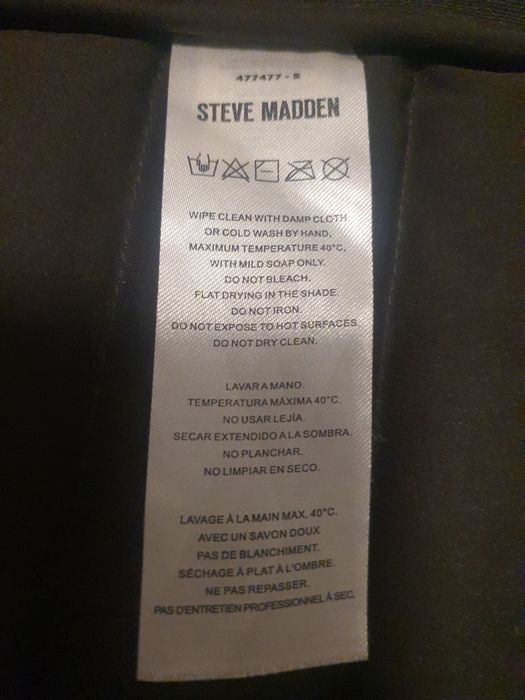 477477 - S
STEVE MADDEN
WIPE CLEAN WITH DAMP CLOTH
OR COLD WASH BY HAND,
MAXIMUM TEMPERATURE 40°C,
WITH MILD SOAP ONLY.
DO NOT BLEACH.
FLAT DRYING IN THE SHADE.
DO NOT IRON.
DO NOT EXPOSE TO HOT SURFACES
DO NOT DRY CLEAN.
LAVAR A MANO.
TEMPERATURA MÁXIMA 40°C.
NO USAR LEJÍA.
SECAR EXTENDIDO A LA SOMBRA.
NO PLANCHAR.
NO LIMPIAR EN SECO.
LAVAGE À LA MAIN MAX. 40°C.
AVEC UN SAVON DOUX
PAS DE BLANCHIMENT.
SÉCHAGE À PLAT À L'OMBRE.
NE PAS REPASSER.
PAS D'ENTRETIEN PROFESSIONNEL À SEC.